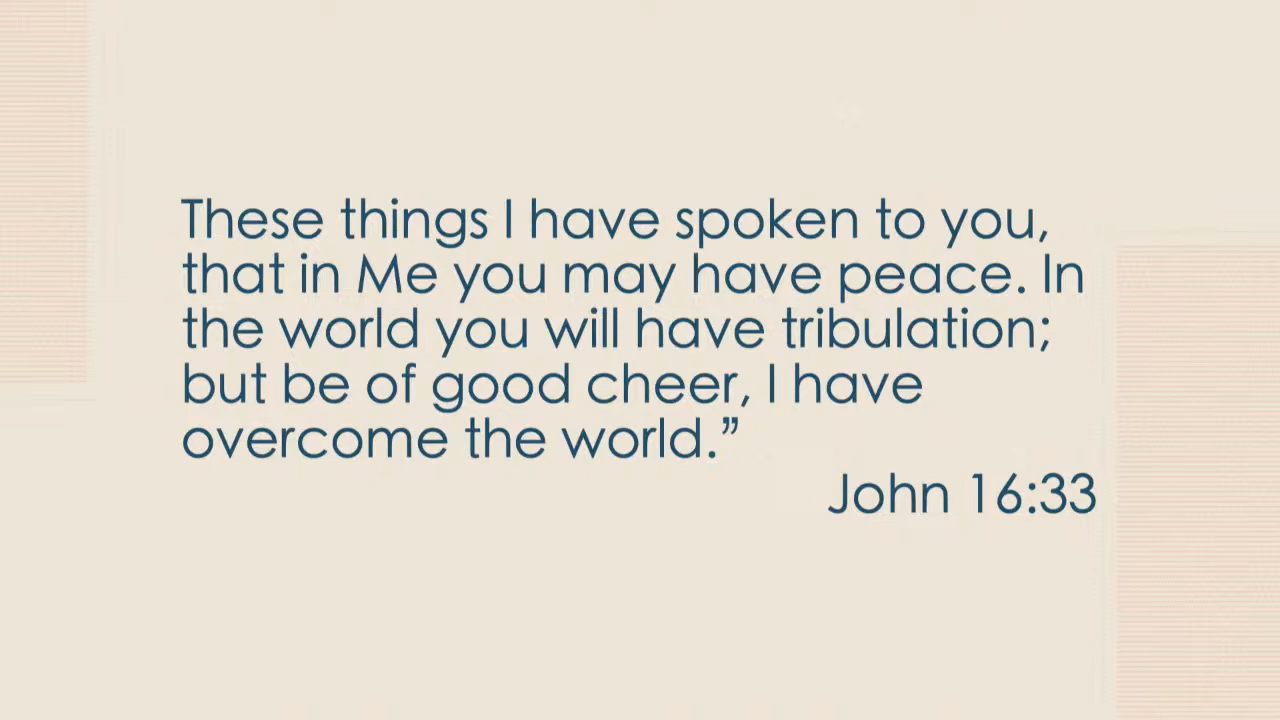 These things I have spoken to you,
that in Me you may have peace. In
the world you will have tribulation;
but be of good cheer, I have
overcome the world.”
John 16:33